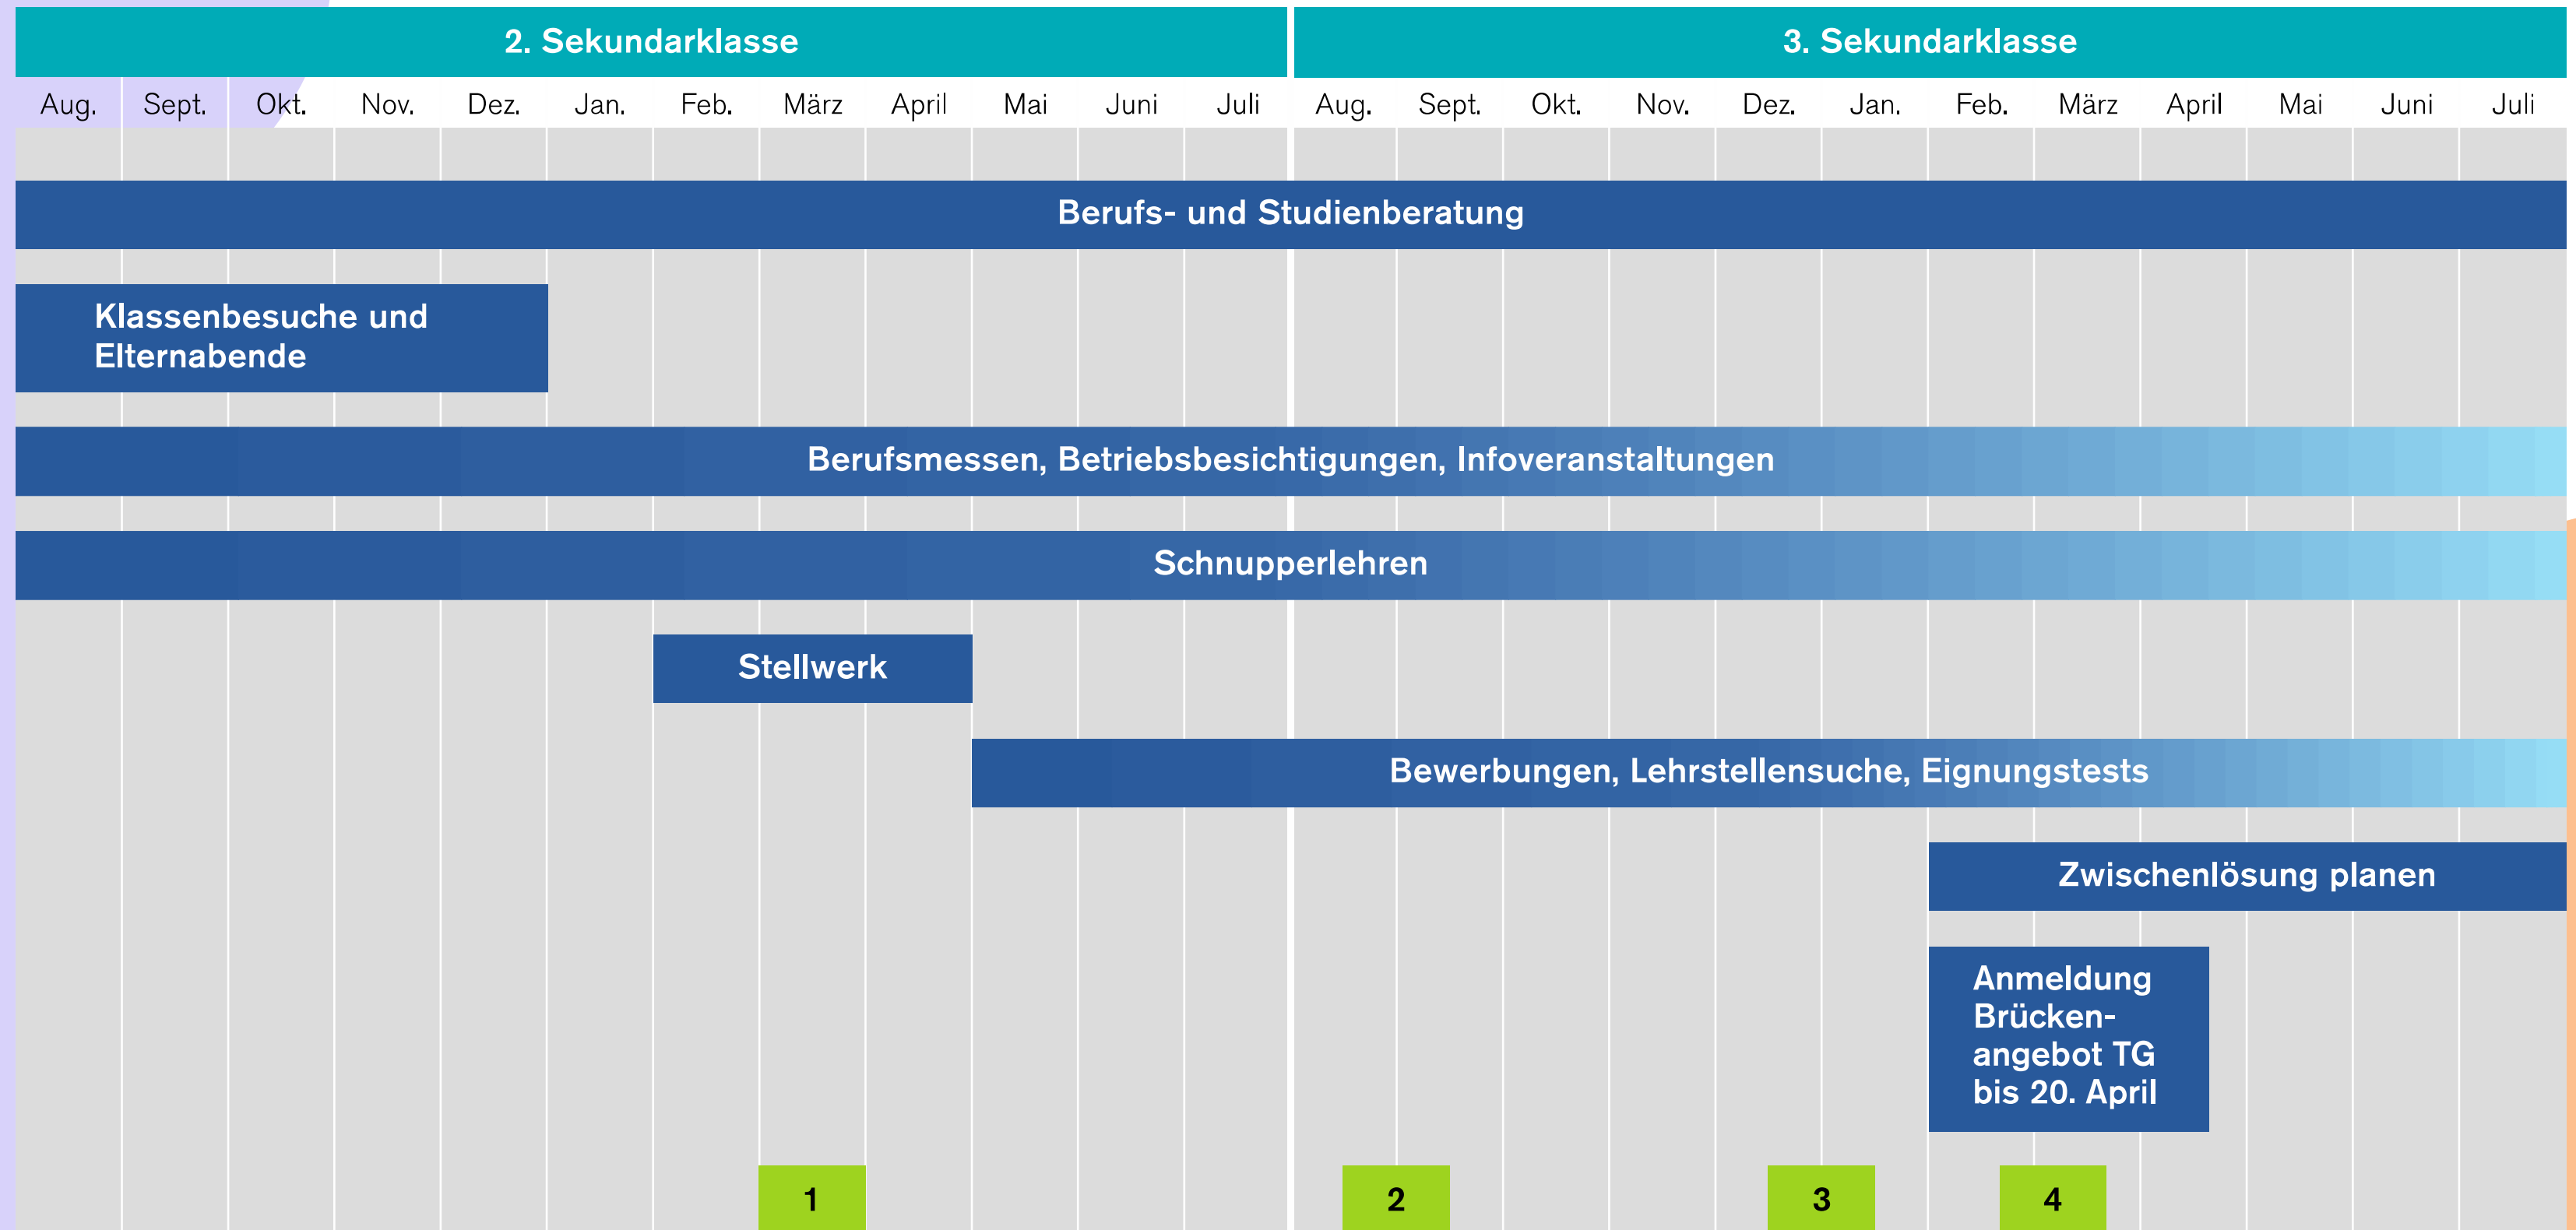 2. Sekundarklasse 3. Sekundarklasse
Aug. Sept. Okt. Nov. Dez. Jan. Feb. März April Mai Juni Juli Aug. Sept. Okt. Nov. Dez. Jan. Feb. März April Mai Juni Juli
Berufs- und Studienberatung
Klassenbesuche und
Elternabende
Berufsmessen, Betriebsbesichtigungen, Infoveranstaltungen
Schnupperlehren
Stellwerk
Bewerbungen, Lehrstellensuche, Eignungstests
Zwischenlösung planen
Anmeldung
Brücken-
angebot TG
bis 20. April
1 2 3 4